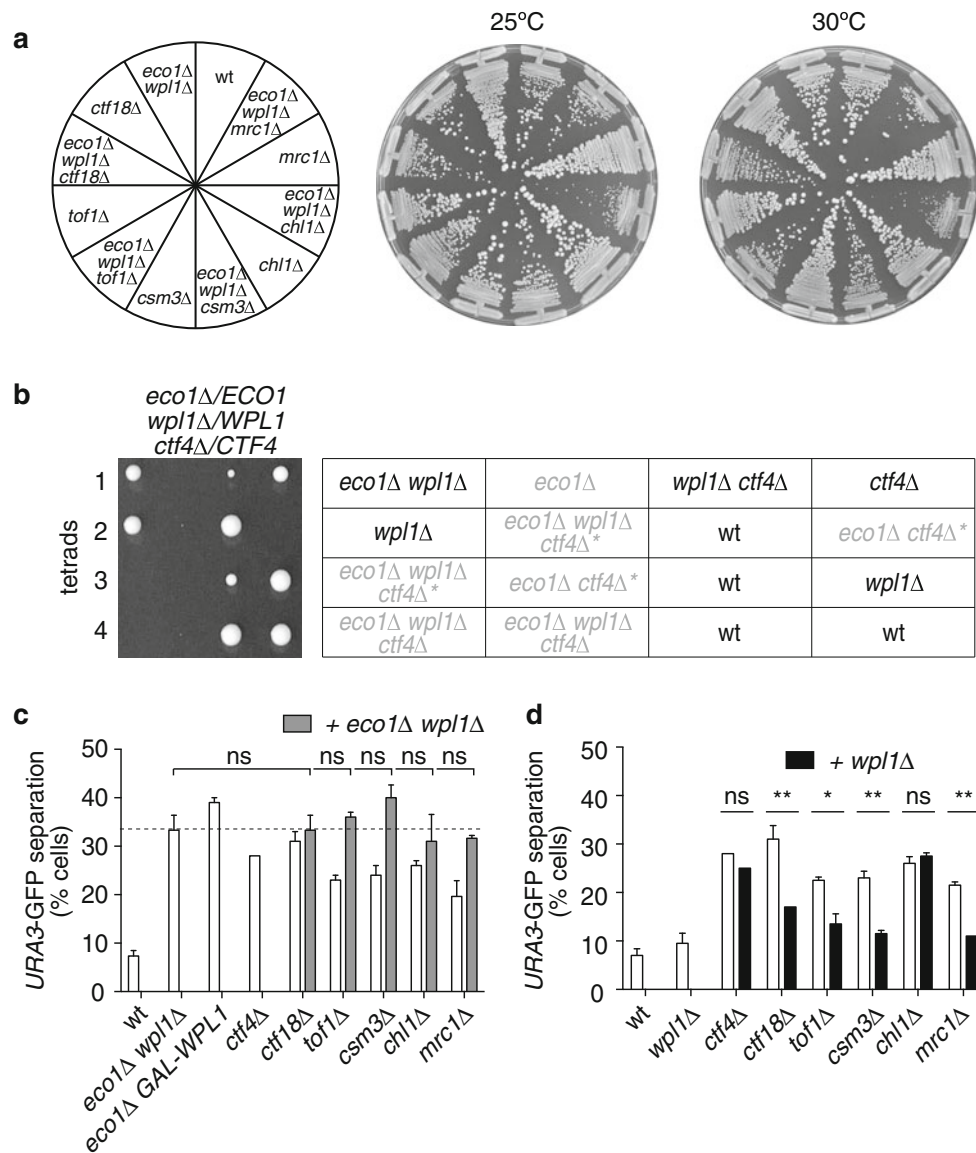 a
25ºC
30ºC
eco1Δ
wpl1Δ
wt
eco1Δ
wpl1Δ
mrc1Δ
mrc1Δ
eco1Δ
wpl1Δ
chl1Δ
chl1Δ
eco1Δ
wpl1Δ
csm3Δ
csm3Δ
eco1Δ
wpl1Δ
tof1Δ
tof1Δ
eco1Δ
wpl1Δ
ctf18Δ
ctf18Δ
b
eco1Δ/ECO1
wpl1Δ/WPL1
ctf4Δ/CTF4
tetrads
1
2
3
4
eco1Δ wpl1Δ
eco1Δ
wpl1Δ ctf4Δ
ctf4Δ
wpl1Δ
eco1Δ wpl1Δ
ctf4Δ*
wt
eco1Δ ctf4Δ*
eco1Δ wpl1Δ
ctf4Δ*
eco1Δ ctf4Δ*
wt
wpl1Δ
eco1Δ wpl1Δ
ctf4Δ
eco1Δ wpl1Δ
ctf4Δ
wt
wt
c
+ eco1Δ wpl1Δ
URA3-GFP separation
(% cells)
50
40
30
20
10
0
ns
ns
ns
ns
ns
wt
eco1Δ wpl1Δ
eco1Δ GAL-WPL1
ctf4Δ
ctf18Δ
tof1Δ
csm3Δ
chl1Δ
mrc1Δ
d
+ wpl1Δ
URA3-GFP separation
(% cells)
50
40
30
20
10
0
ns
**
*
**
ns
**
wt
wpl1Δ
ctf4Δ
ctf18Δ
tof1Δ
csm3Δ
chl1Δ
mrc1Δ